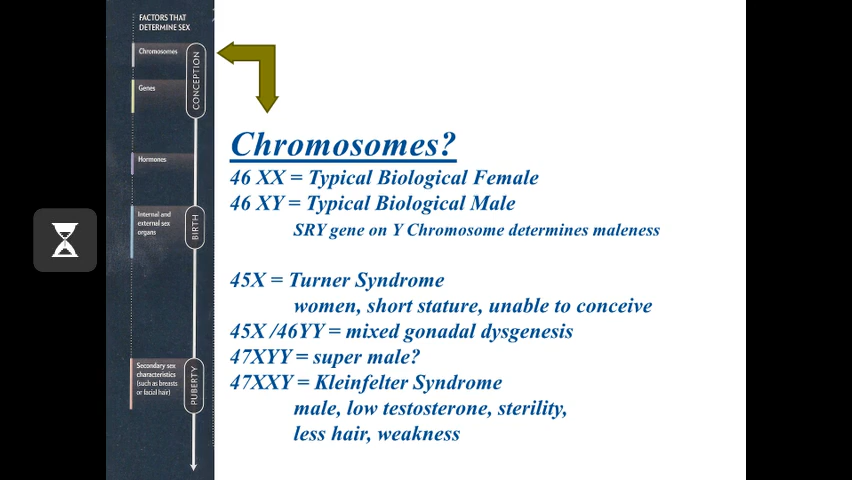 FACTORS THAT
DETERMINE SEX
Chromosomes
CONCEPTION
Genes
Hormones
Internal and
external sex
organs
BIRTH
Secondary sex
characteristics
(such as breasts
or facial hair)
PUBERTY
Chromosomes?
46 XX = Typical Biological Female
46 XY = Typical Biological Male
SRY gene on Y Chromosome determines maleness
45X = Turner Syndrome
women, short stature, unable to conceive
45X /46YY = mixed gonadal dysgenesis
47XYY = super male?
47XXY = Kleinfelter Syndrome
male, low testosterone, sterility,
less hair, weakness